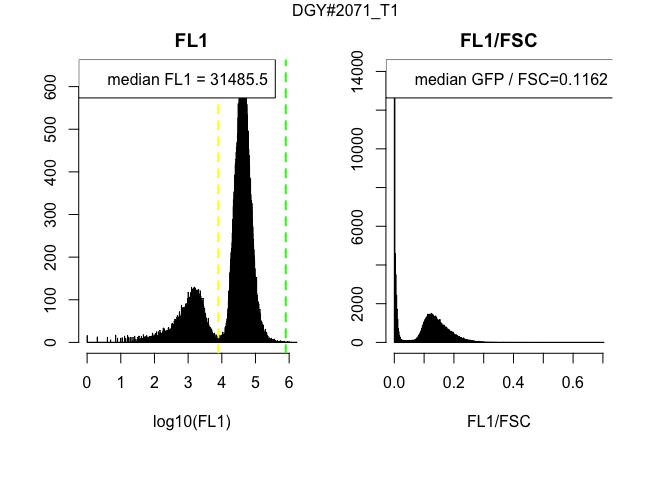 DGY#2071_T1
FL1
median FL1 = 31485.5
0 100 200 300 400 500 600
0 1 2 3 4 5 6
log10(FL1)
FL1/FSC
median GFP / FSC=0.1162
0 2000 6000 10000 14000
0.0 0.2 0.4 0.6
FL1/FSC